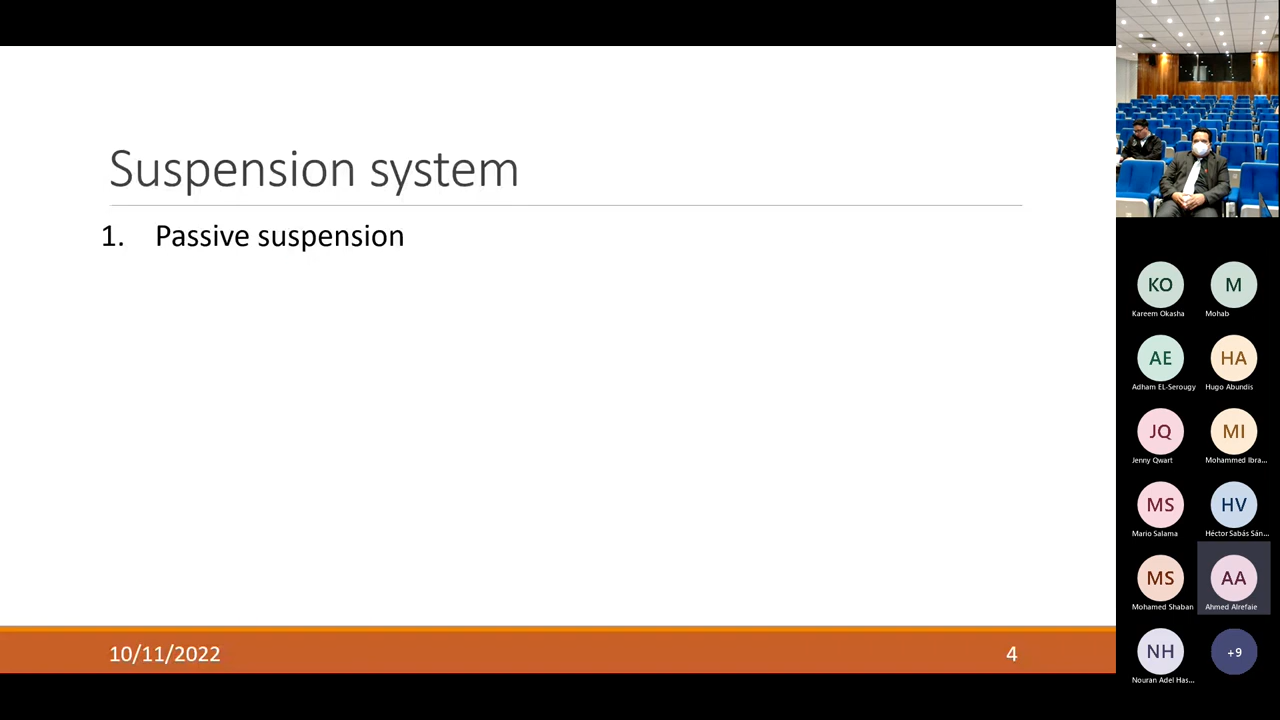 Suspension system
1. Passive suspension
10/11/2022
4
KO
M
Kareem Okasha
Mohab
AE
HA
Adham EL-Serougy
Hugo Abundis
JQ
MI
Jenny Qwart
Mohammed Ibra...
MS
HV
Mario Salama
Héctor Sabás Sán...
MS
AA
Mohamed Shaban
Ahmed Alrefaie
NH
+9
Nouran Adel Has...